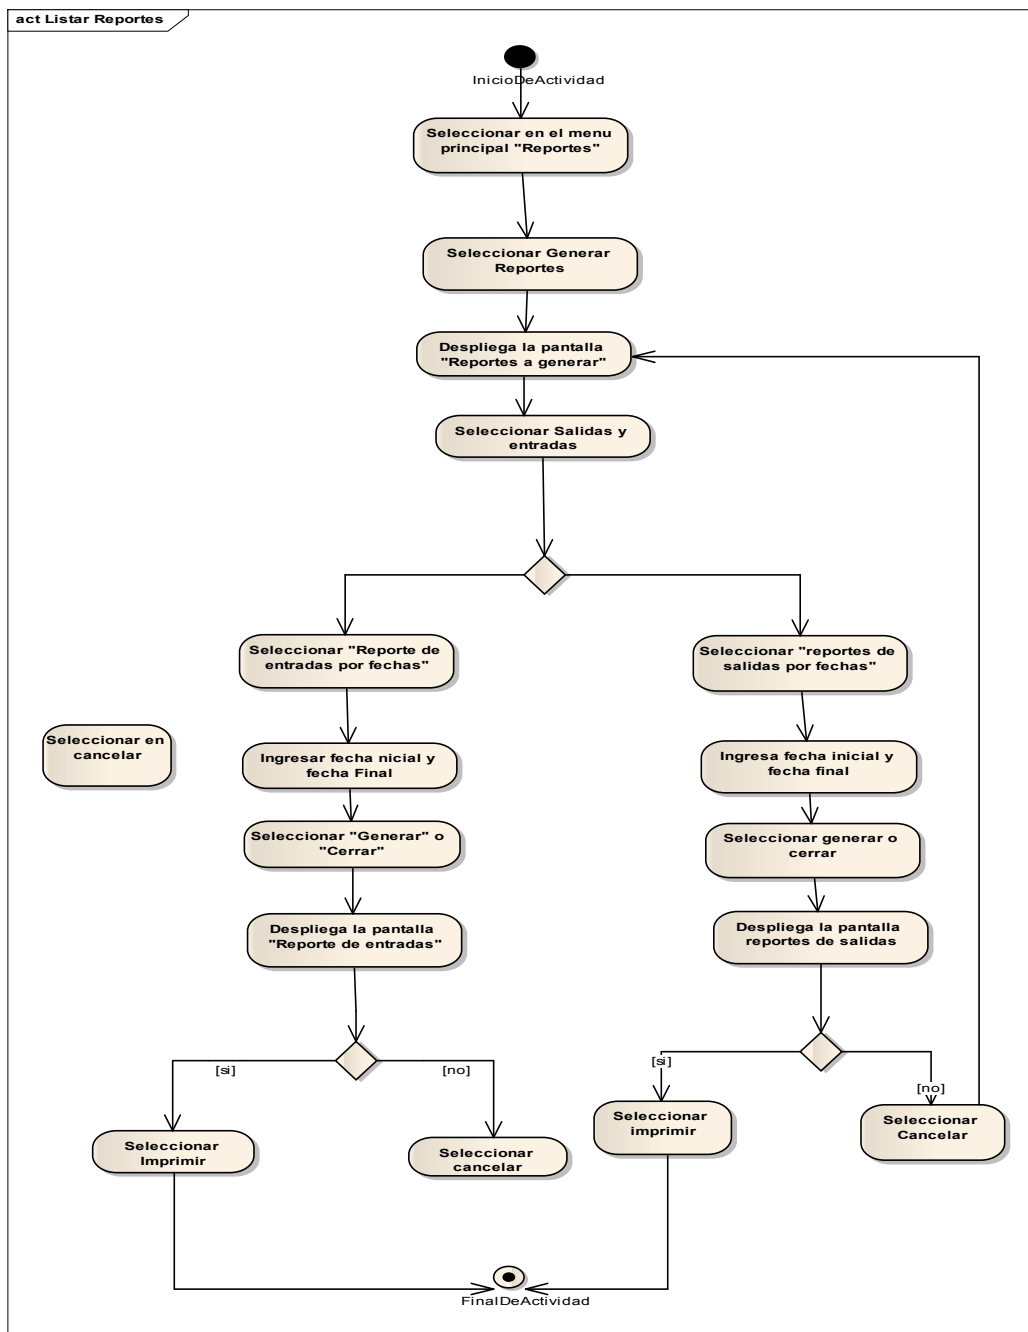 act Listar Reportes
InicioDeActividad
Seleccionar en el menu
principal "Reportes"
Seleccionar Generar
Reportes
Despliega la pantalla
"Reportes a generar"
Seleccionar Salidas y
entradas
Seleccionar "Reporte de
entradas por fechas"
Seleccionar "reportes de
salidas por fechas"
Seleccionar en
cancelar
Ingresar fecha nicial y
fecha Final
Ingresa fecha inicial y
fecha final
Seleccionar "Generar" o
"Cerrar"
Seleccionar generar o
cerrar
Despliega la pantalla
"Reporte de entradas"
Despliega la pantalla
reportes de salidas
[si]
[no]
[si]
[no]
Seleccionar
Imprimir
Seleccionar
cancelar
Seleccionar
imprimir
Seleccionar
Cancelar
FinalDeActividad